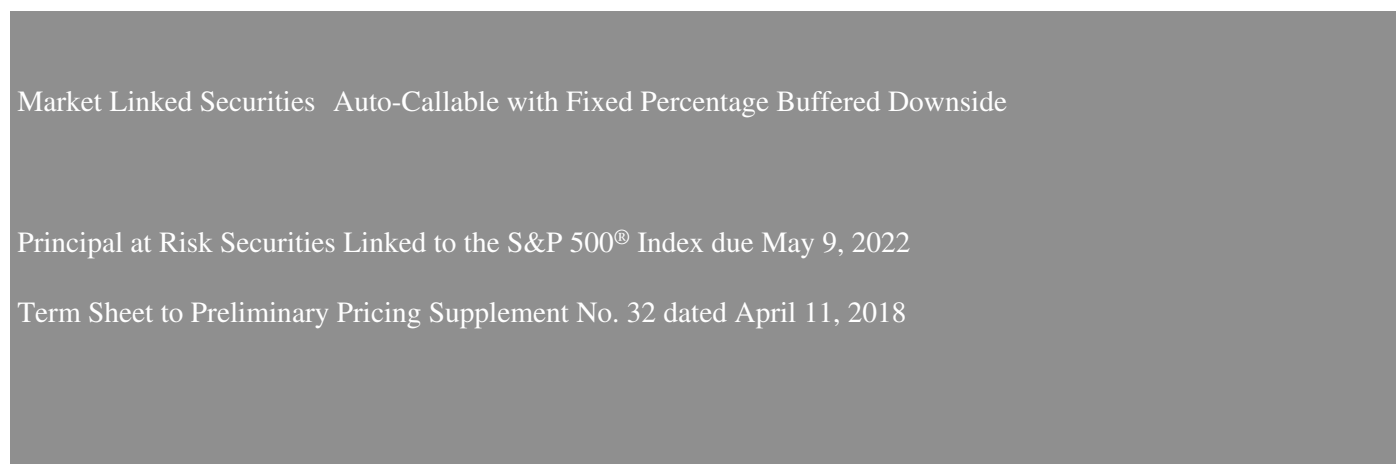 Market Linked Securities Auto-Callable with Fixed Percentage Buffered Downside
Principal at Risk Securities Linked to the S&P 500® Index due May 9, 2022
Term Sheet to Preliminary Pricing Supplement No. 32 dated April 11, 2018